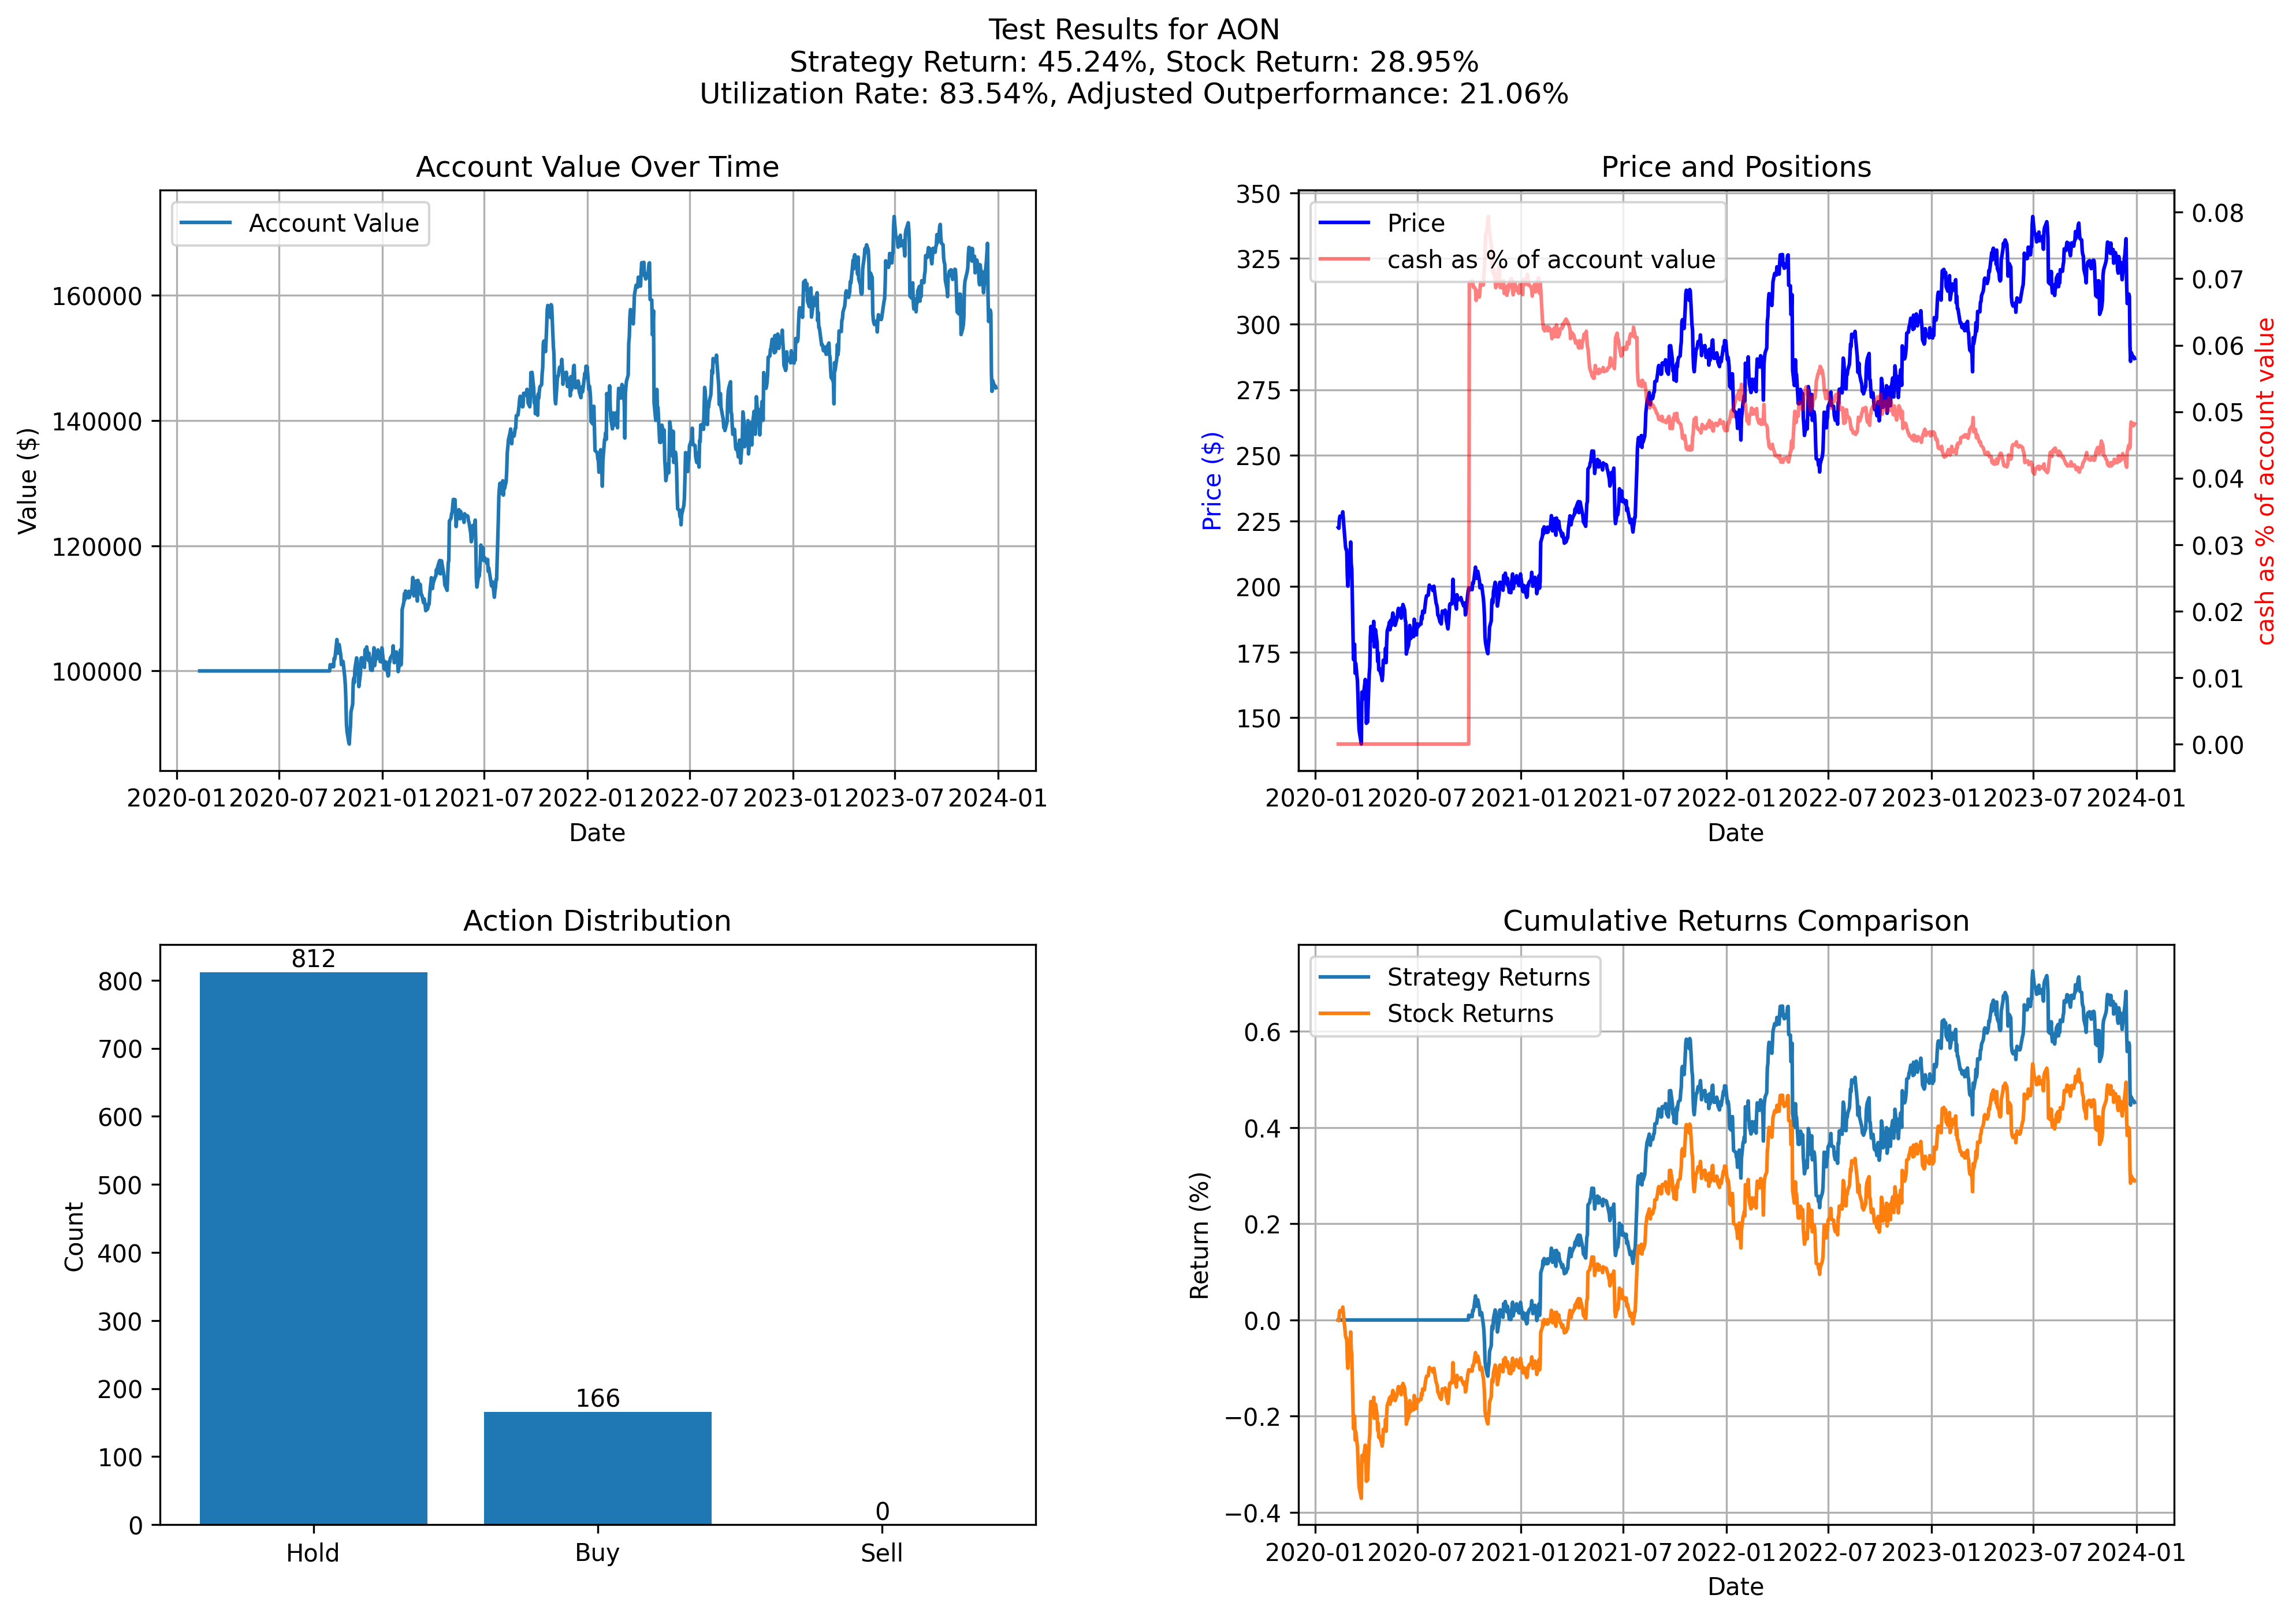 Test Results for AON
Strategy Return: 45.24%, Stock Return: 28.95%
Utilization Rate: 83.54%, Adjusted Outperformance: 21.06%
Account Value Over Time
Account Value
Value ($)
160000
140000
120000
100000
2020-01 2020-07 2021-01 2021-07 2022-01 2022-07 2023-01 2023-07 2024-01
Date
Price and Positions
Price
cash as % of account value
Price ($)
350
325
300
275
250
225
200
175
150
0.08
0.07
0.06
0.05
0.04
0.03
0.02
0.01
0.00
cash as % of account value
2020-01 2020-07 2021-01 2021-07 2022-01 2022-07 2023-01 2023-07 2024-01
Date
Action Distribution
Count
800
700
600
500
400
300
200
100
0
812
166
0
Hold Buy Sell
Cumulative Returns Comparison
Strategy Returns
Stock Returns
Return (%)
0.6
0.4
0.2
0.0
−0.2
−0.4
2020-01 2020-07 2021-01 2021-07 2022-01 2022-07 2023-01 2023-07 2024-01
Date